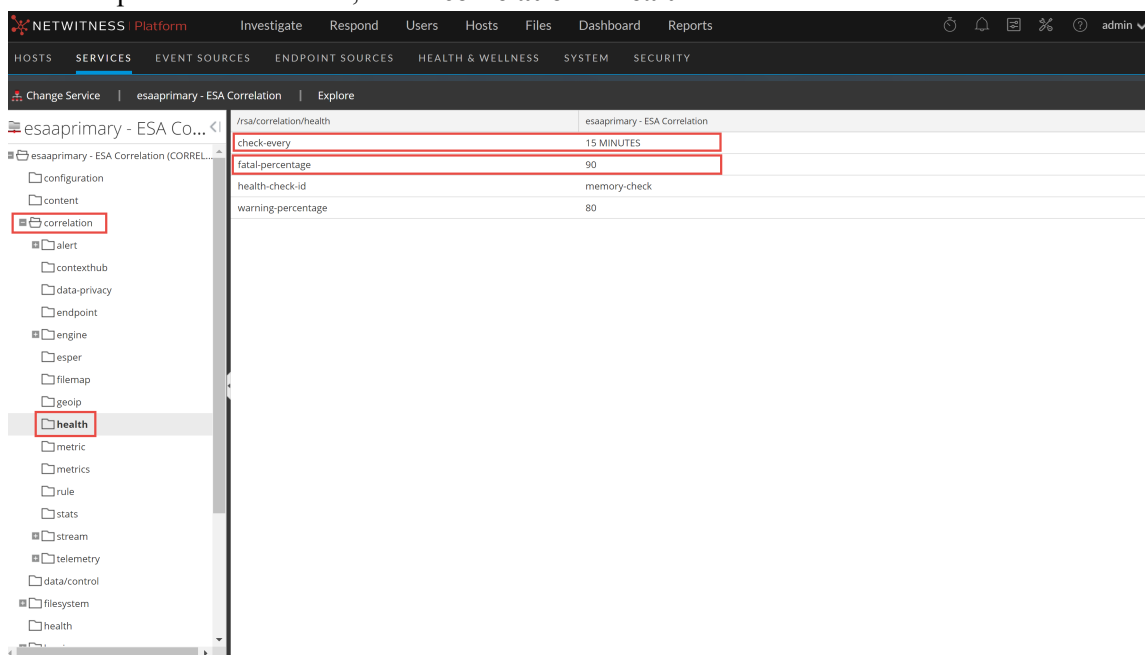 NETWITNESS Platform Investigate Respond Users Hosts Files Dashboard Reports admin
HOSTS SERVICES EVENT SOURCES ENDPOINT SOURCES HEALTH & WELLNESS SYSTEM SECURITY
Change Service | esaaprimary - ESA Correlation | Explore
esaaprimary - ESA Co...
/rsa/correlation/health esaaprimary - ESA Correlation
check-every 15 MINUTES
fatal-percentage 90
health-check-id memory-check
warning-percentage 80
esaaprimary - ESA Correlation (CORREL...
configuration
content
correlation
alert
contexthub
data-privacy
endpoint
engine
esper
filemap
geoip
health
metric
metrics
rule
stats
stream
telemetry
data/control
filesystem
health